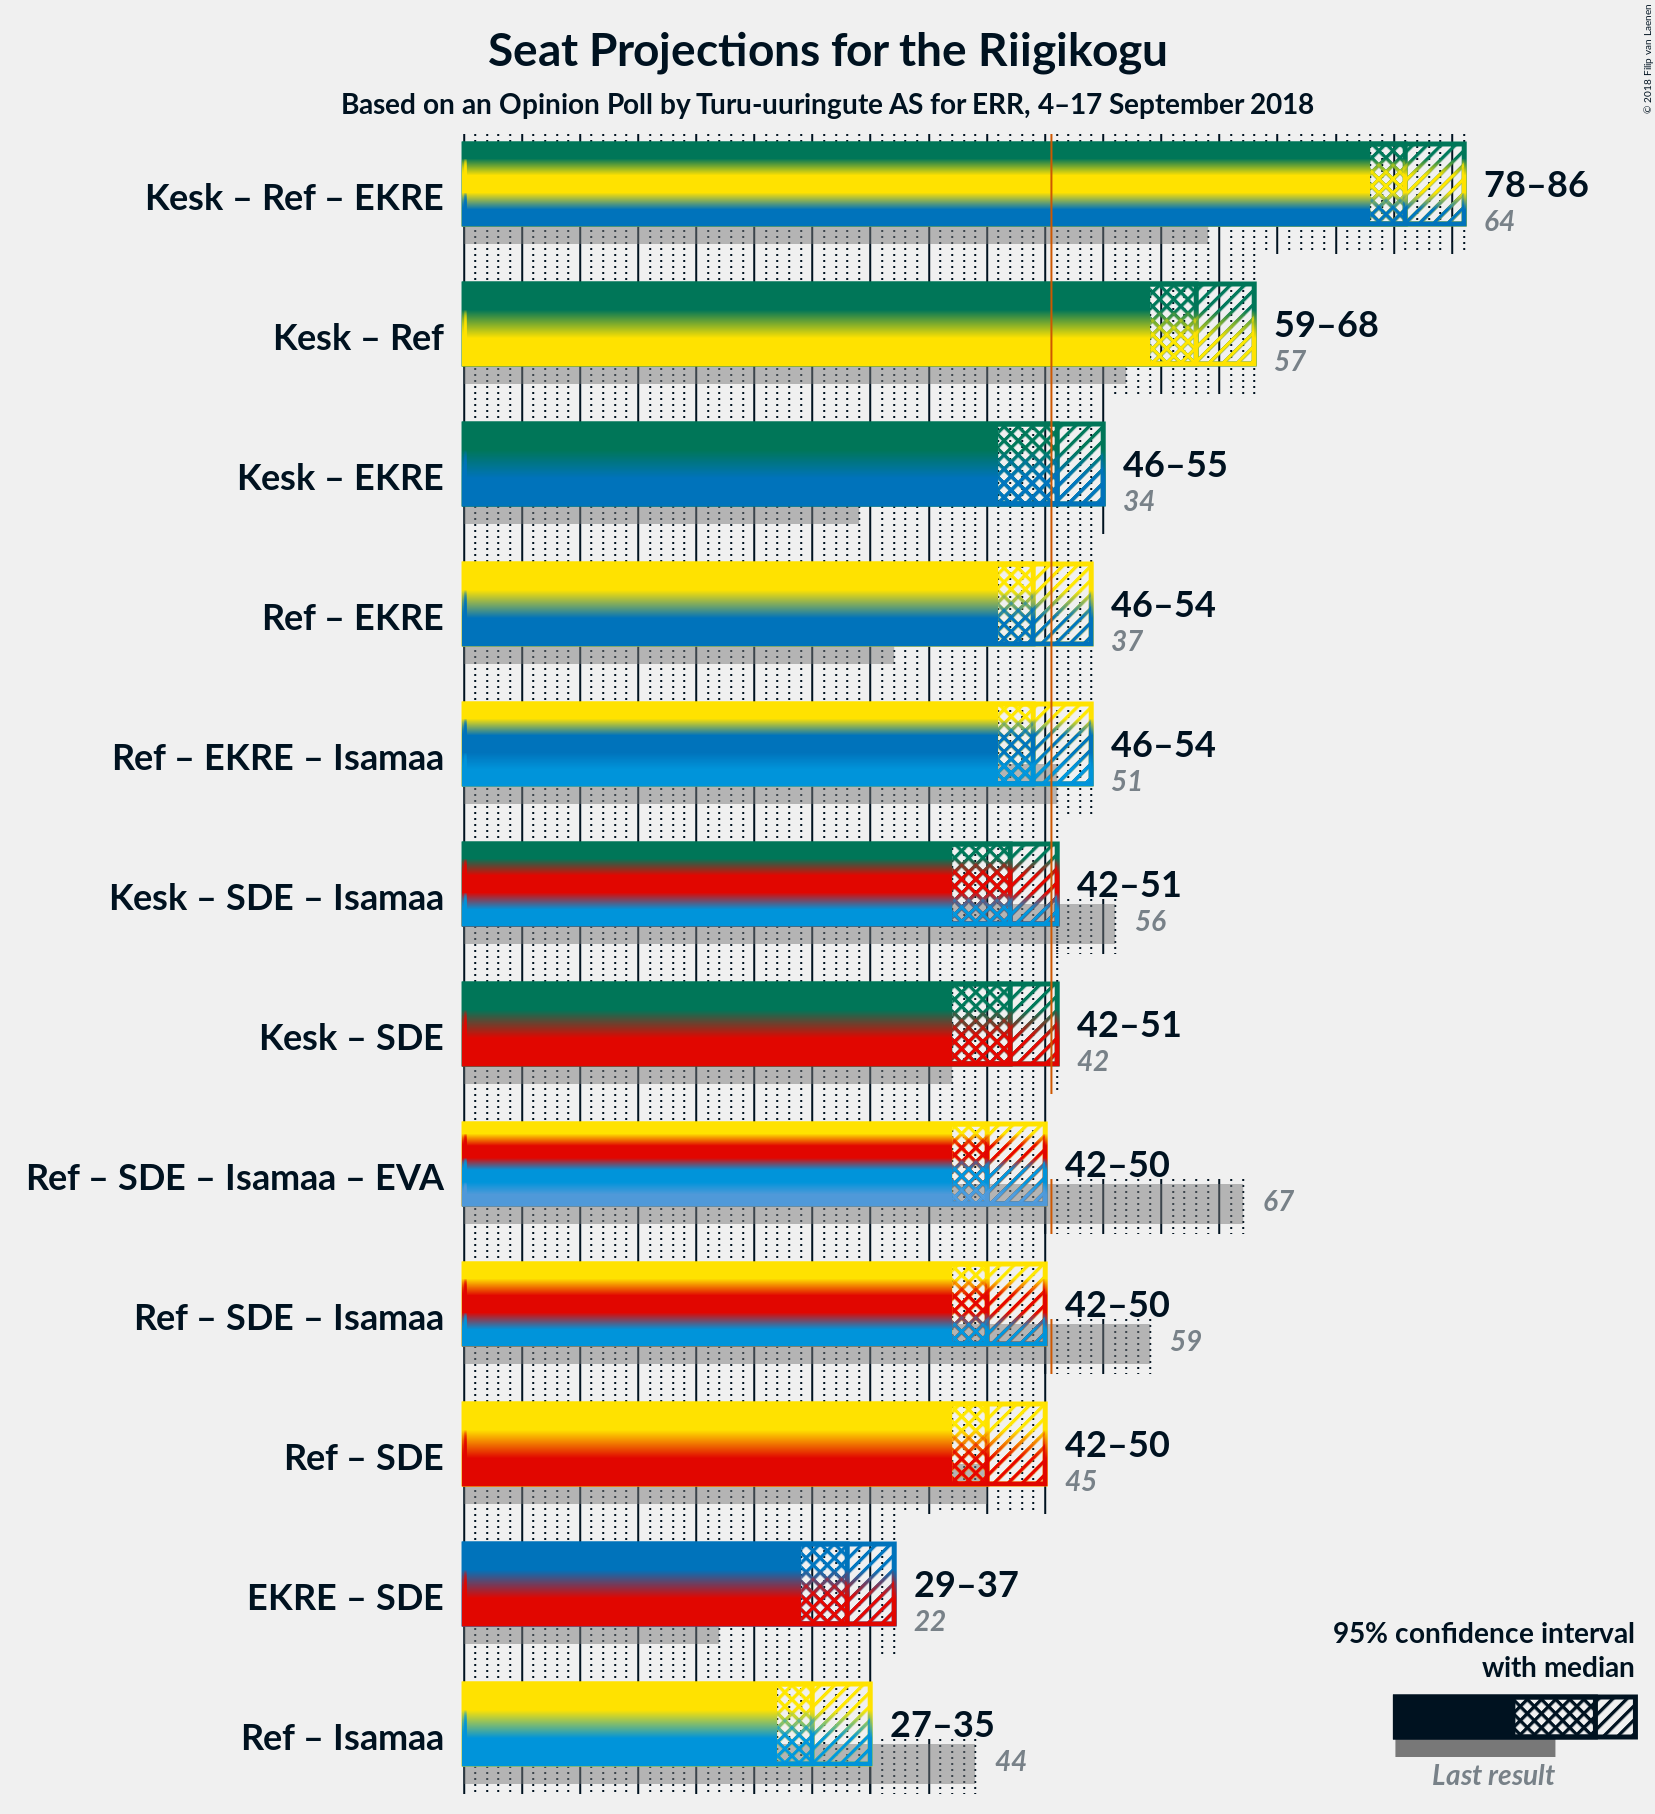 Seat Projections for the Riigikogu
Based on an Opinion Poll by Turu-uuringute AS for ERR, 4–17 September 2018
© 2018 Filip van Laenen
Kesk – Ref – EKRE
78–86
64
Kesk – Ref
59–68
57
Kesk – EKRE
46–55
34
Ref – EKRE
46–54
37
Ref – EKRE – Isamaa
46–54
51
Kesk – SDE – Isamaa
42–51
56
Kesk – SDE
42–51
42
Ref – SDE – Isamaa – EVA
42–50
67
Ref – SDE – Isamaa
42–50
59
Ref – SDE
42–50
45
EKRE – SDE
29–37
22
Ref – Isamaa
27–35
44
95% confidence interval
with median
Last result